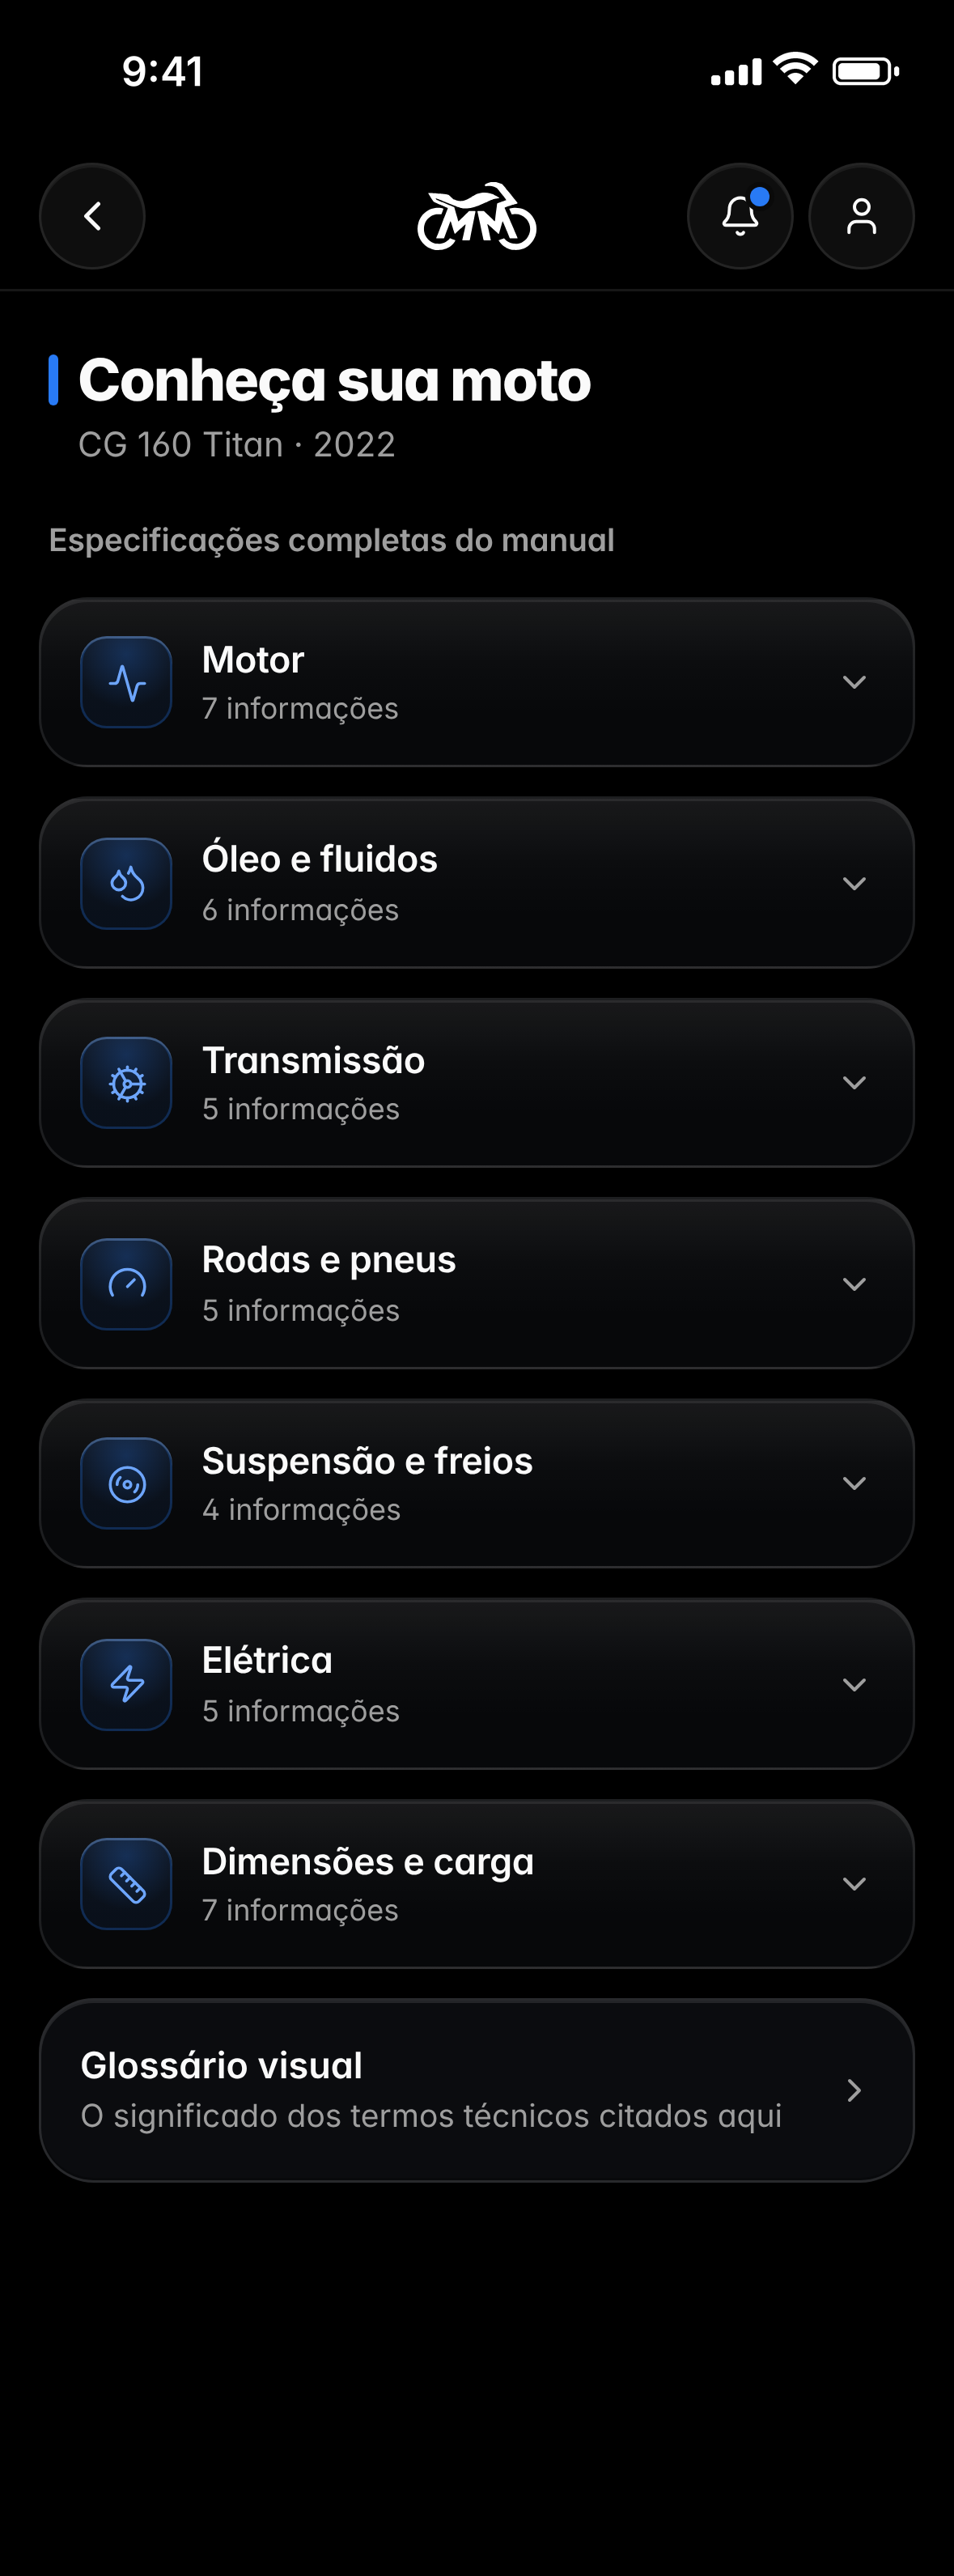 9:41
MM
Conheça sua moto
CG 160 Titan · 2022
Especificações completas do manual
Motor
7 informações
Óleo e fluidos
6 informações
Transmissão
5 informações
Rodas e pneus
5 informações
Suspensão e freios
4 informações
Elétrica
5 informações
Dimensões e carga
7 informações
Glossário visual
O significado dos termos técnicos citados aqui